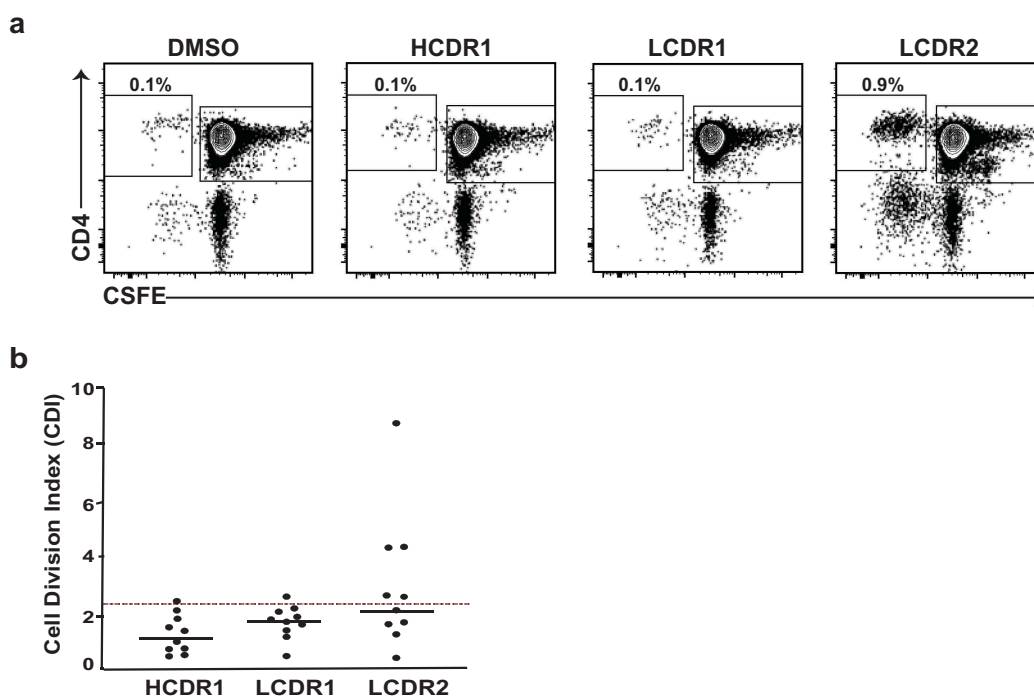 a
DMSO
HCDR1
LCDR1
LCDR2
0.1%
0.1%
0.1%
0.9%
CD4
CSFE
b
Cell Division Index (CDI)
10
8
6
4
2
0
HCDR1
LCDR1
LCDR2